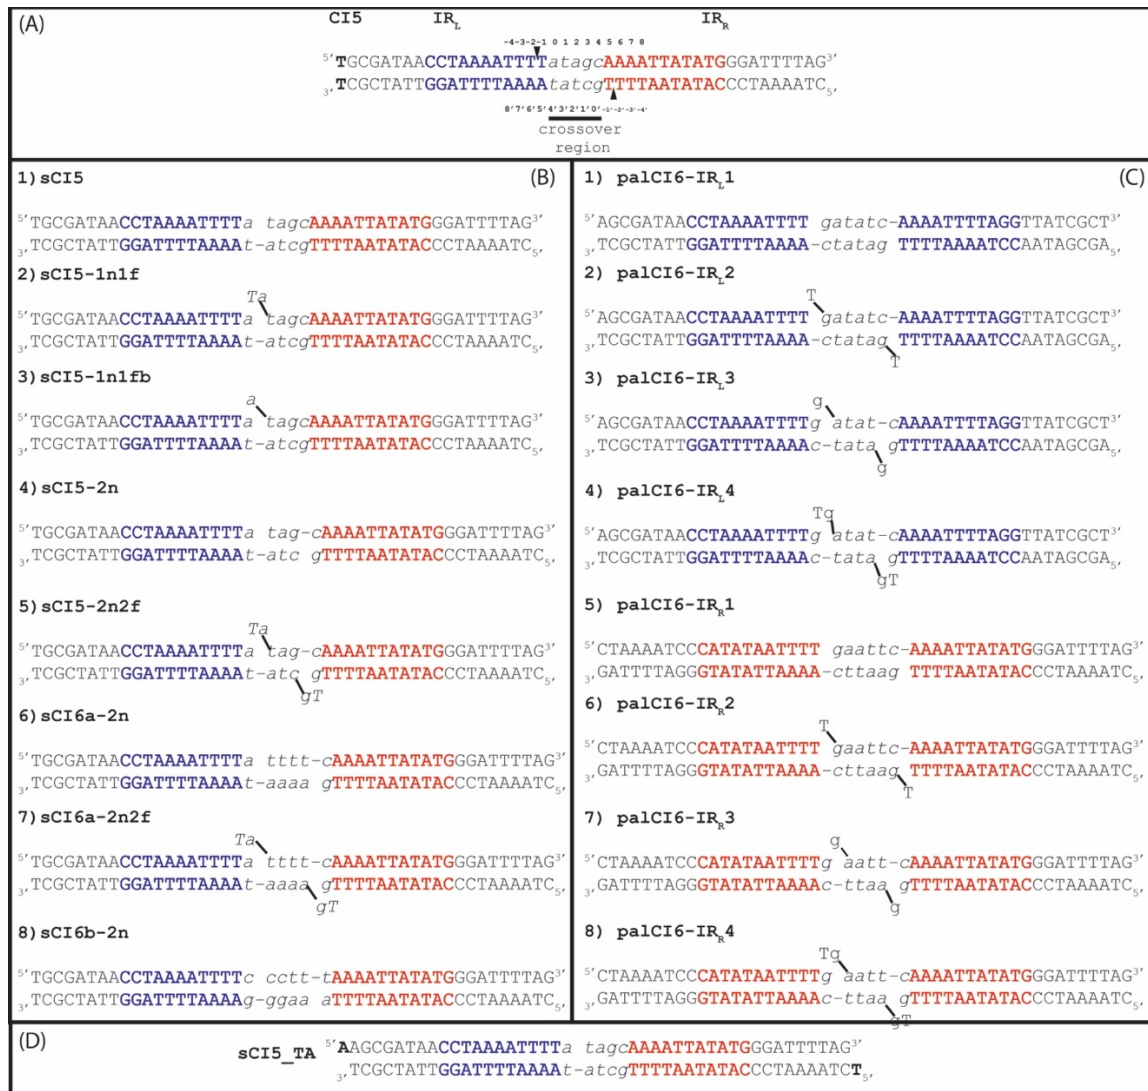 (A)
CI5 IR_L IR_R
-4-3-2-1 0 1 2 3 4 5 6 7 8
5'TGCGATAACCTAAAATTTTatagcAAAATTATATGGGATTTTAG3'
3'TCGCTATTGGATTTTAAAAtatcgTTTTAATATACCCTAAAATC5'
8'7'6'5'4'3'2'1'0'-1'-2'-3'-4'
crossover
region
(B)
1)sCI5
5'TGCGATAACCTAAAATTTTa tagcAAAATTATATGGGATTTTAG3'
3'TCGCTATTGGATTTTAAAAt-atcgTTTTAATATACCCTAAAATC5'
2)sCI5-1n1f
Ta
5'TGCGATAACCTAAAATTTTa tagcAAAATTATATGGGATTTTAG3'
3'TCGCTATTGGATTTTAAAAt-atcgTTTTAATATACCCTAAAATC5'
3)sCI5-1n1fb
a
5'TGCGATAACCTAAAATTTTa tagcAAAATTATATGGGATTTTAG3'
3'TCGCTATTGGATTTTAAAAt-atcgTTTTAATATACCCTAAAATC5'
4)sCI5-2n
5'TGCGATAACCTAAAATTTTa tag-cAAAATTATATGGGATTTTAG3'
3'TCGCTATTGGATTTTAAAAt-atc gTTTTAATATACCCTAAAATC5'
5)sCI5-2n2f
Ta
5'TGCGATAACCTAAAATTTTa tag-cAAAATTATATGGGATTTTAG3'
3'TCGCTATTGGATTTTAAAAt-atc gTTTTAATATACCCTAAAATC5'
gT
6)sCI6a-2n
5'TGCGATAACCTAAAATTTTa tttt-cAAAATTATATGGGATTTTAG3'
3'TCGCTATTGGATTTTAAAAt-aaaa gTTTTAATATACCCTAAAATC5'
7)sCI6a-2n2f
Ta
5'TGCGATAACCTAAAATTTTa tttt-cAAAATTATATGGGATTTTAG3'
3'TCGCTATTGGATTTTAAAAt-aaaa gTTTTAATATACCCTAAAATC5'
gT
8)sCI6b-2n
5'TGCGATAACCTAAAATTTTc cctt-tAAAATTATATGGGATTTTAG3'
3'TCGCTATTGGATTTTAAAAg-ggaa aTTTTAATATACCCTAAAATC5'
(C)
1) palCI6-IR_L1
5'AGCGATAACCTAAAATTTT gatatc-AAAATTTTAGGTTATCGCT3'
3'TCGCTATTGGATTTTAAAA-ctatag TTTTAAAATCCAATAGCGA5'
2) palCI6-IR_L2
T
5'AGCGATAACCTAAAATTTT gatatc-AAAATTTTAGGTTATCGCT3'
3'TCGCTATTGGATTTTAAAA-ctatag TTTTAAAATCCAATAGCGA5'
T
3) palCI6-IR_L3
g
5'AGCGATAACCTAAAATTTTg atat-cAAAATTTTAGGTTATCGCT3'
3'TCGCTATTGGATTTTAAAAc-tata gTTTTAAAATCCAATAGCGA5'
g
4) palCI6-IR_L4
Tg
5'AGCGATAACCTAAAATTTTg atat-cAAAATTTTAGGTTATCGCT3'
3'TCGCTATTGGATTTTAAAAc-tata gTTTTAAAATCCAATAGCGA5'
gT
5) palCI6-IR_R1
5'CTAAAATCCCATATAATTTT gaattc-AAAATTATATGGGATTTTAG3'
3'GATTTTAGGGTATATTAAAA-cttaag TTTTAATATACCCTAAAATC5'
6) palCI6-IR_R2
T
5'CTAAAATCCCATATAATTTT gaattc-AAAATTATATGGGATTTTAG3'
3'GATTTTAGGGTATATTAAAA-cttaag TTTTAATATACCCTAAAATC5'
T
7) palCI6-IR_R3
g
5'CTAAAATCCCATATAATTTTg aatt-cAAAATTATATGGGATTTTAG3'
3'GATTTTAGGGTATATTAAAAc-ttaa gTTTTAATATACCCTAAAATC5'
g
8) palCI6-IR_R4
Tg
5'CTAAAATCCCATATAATTTTg aatt-cAAAATTATATGGGATTTTAG3'
3'GATTTTAGGGTATATTAAAAc-ttaa gTTTTAATATACCCTAAAATC5'
gT
(D)
sCI5_TA
5'AAGCGATAACCTAAAATTTTa tagcAAAATTATATGGGATTTTAG3'
3'TCGCTATTGGATTTTAAAAt-atcgTTTTAATATACCCTAAAATCT5'